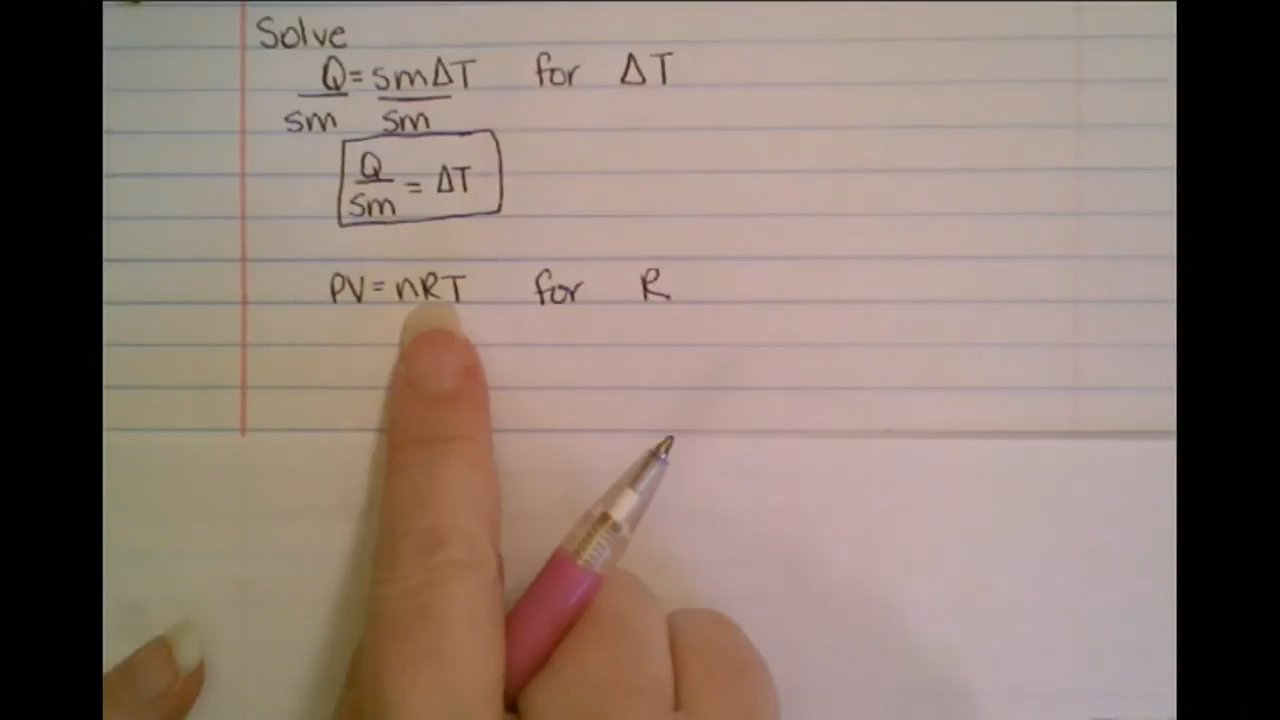 Solve
Q = smΔT for ΔT
sm sm
Q
sm = ΔT
PV = nRT for R